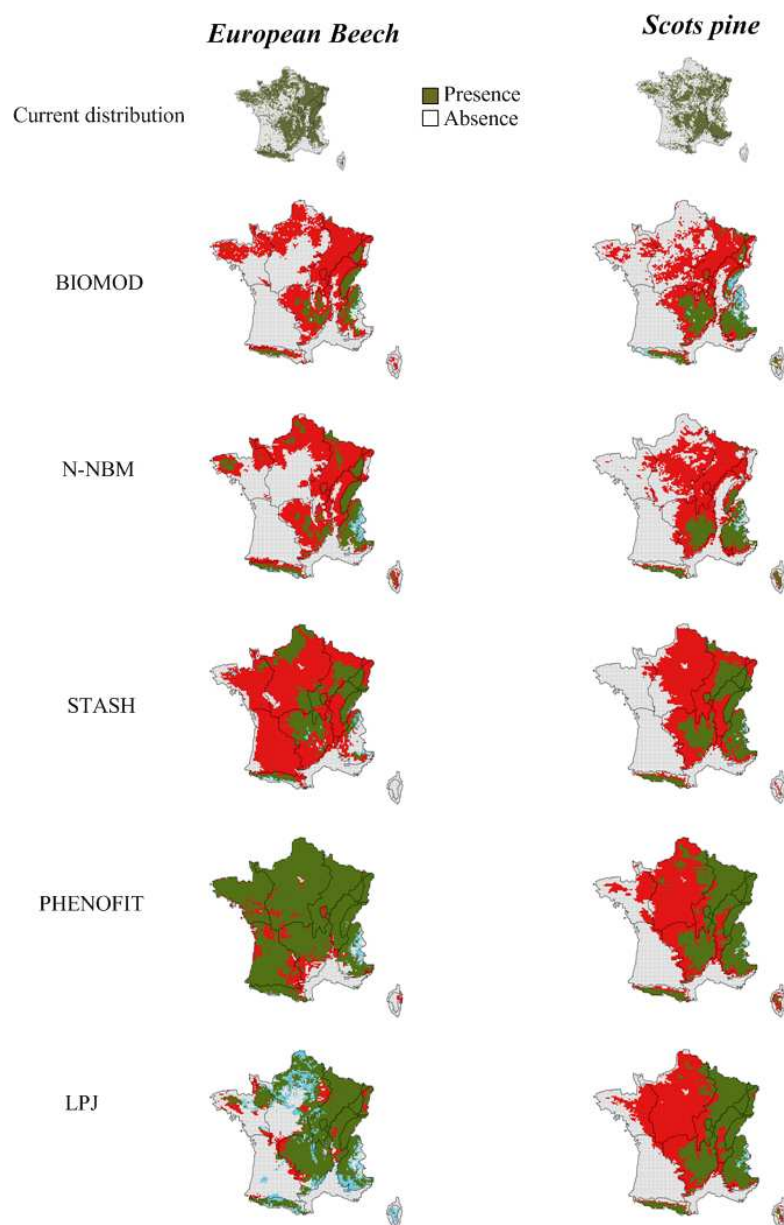 European Beech
Scots pine
Current distribution
Presence
Absence
BIOMOD
N-NBM
STASH
PHENOFIT
LPJ